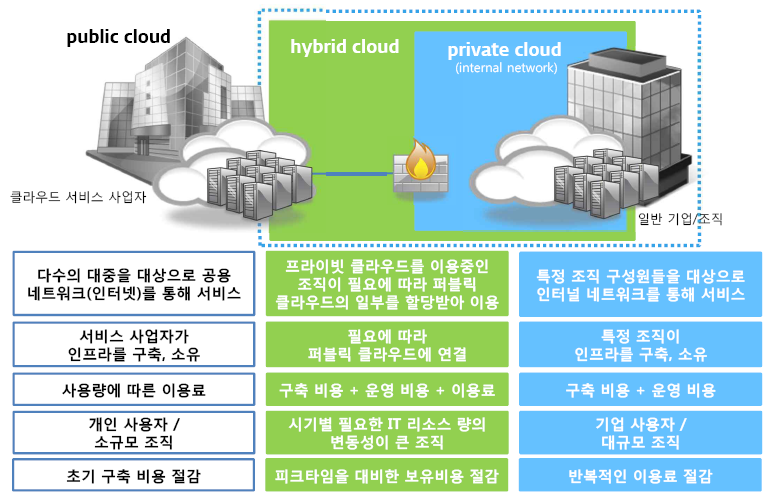 public cloud
hybrid cloud
private cloud
(internal network)
클라우드 서비스 사업자
일반 기업/조직
다수의 대중을 대상으로 공용
네트워크(인터넷)를 통해 서비스
프라이빗 클라우드를 이용중인
조직이 필요에 따라 퍼블릭
클라우드의 일부를 할당받아 이용
특정 조직 구성원들을 대상으로
인터널 네트워크를 통해 서비스
서비스 사업자가
인프라를 구축, 소유
필요에 따라
퍼블릭 클라우드에 연결
특정 조직이
인프라를 구축, 소유
사용량에 따른 이용료
구축 비용 + 운영 비용 + 이용료
구축 비용 + 운영 비용
개인 사용자 /
소규모 조직
시기별 필요한 IT 리소스 량의
변동성이 큰 조직
기업 사용자 /
대규모 조직
초기 구축 비용 절감
피크타임을 대비한 보유비용 절감
반복적인 이용료 절감